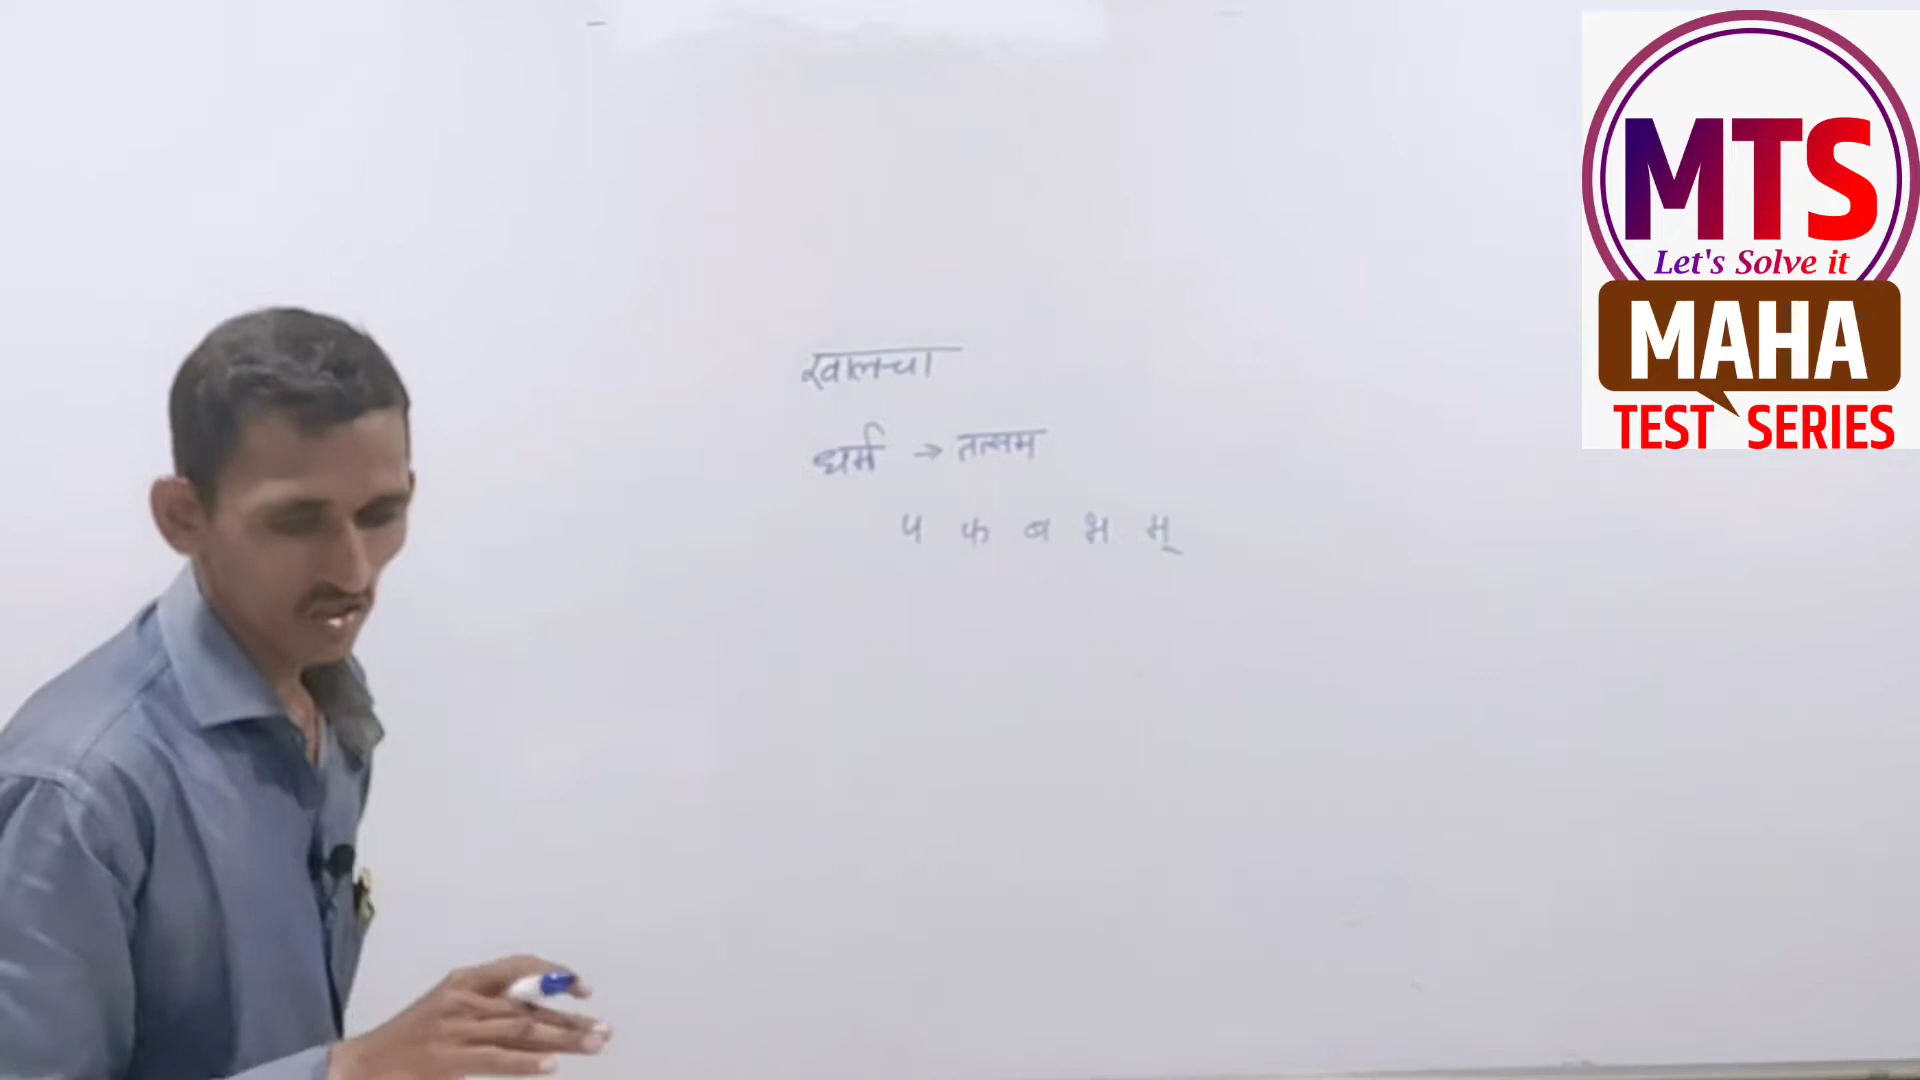 खालचा
धर्म → तत्सम
प फ ब भ म्
MTS
Let's Solve it
MAHA
TEST SERIES